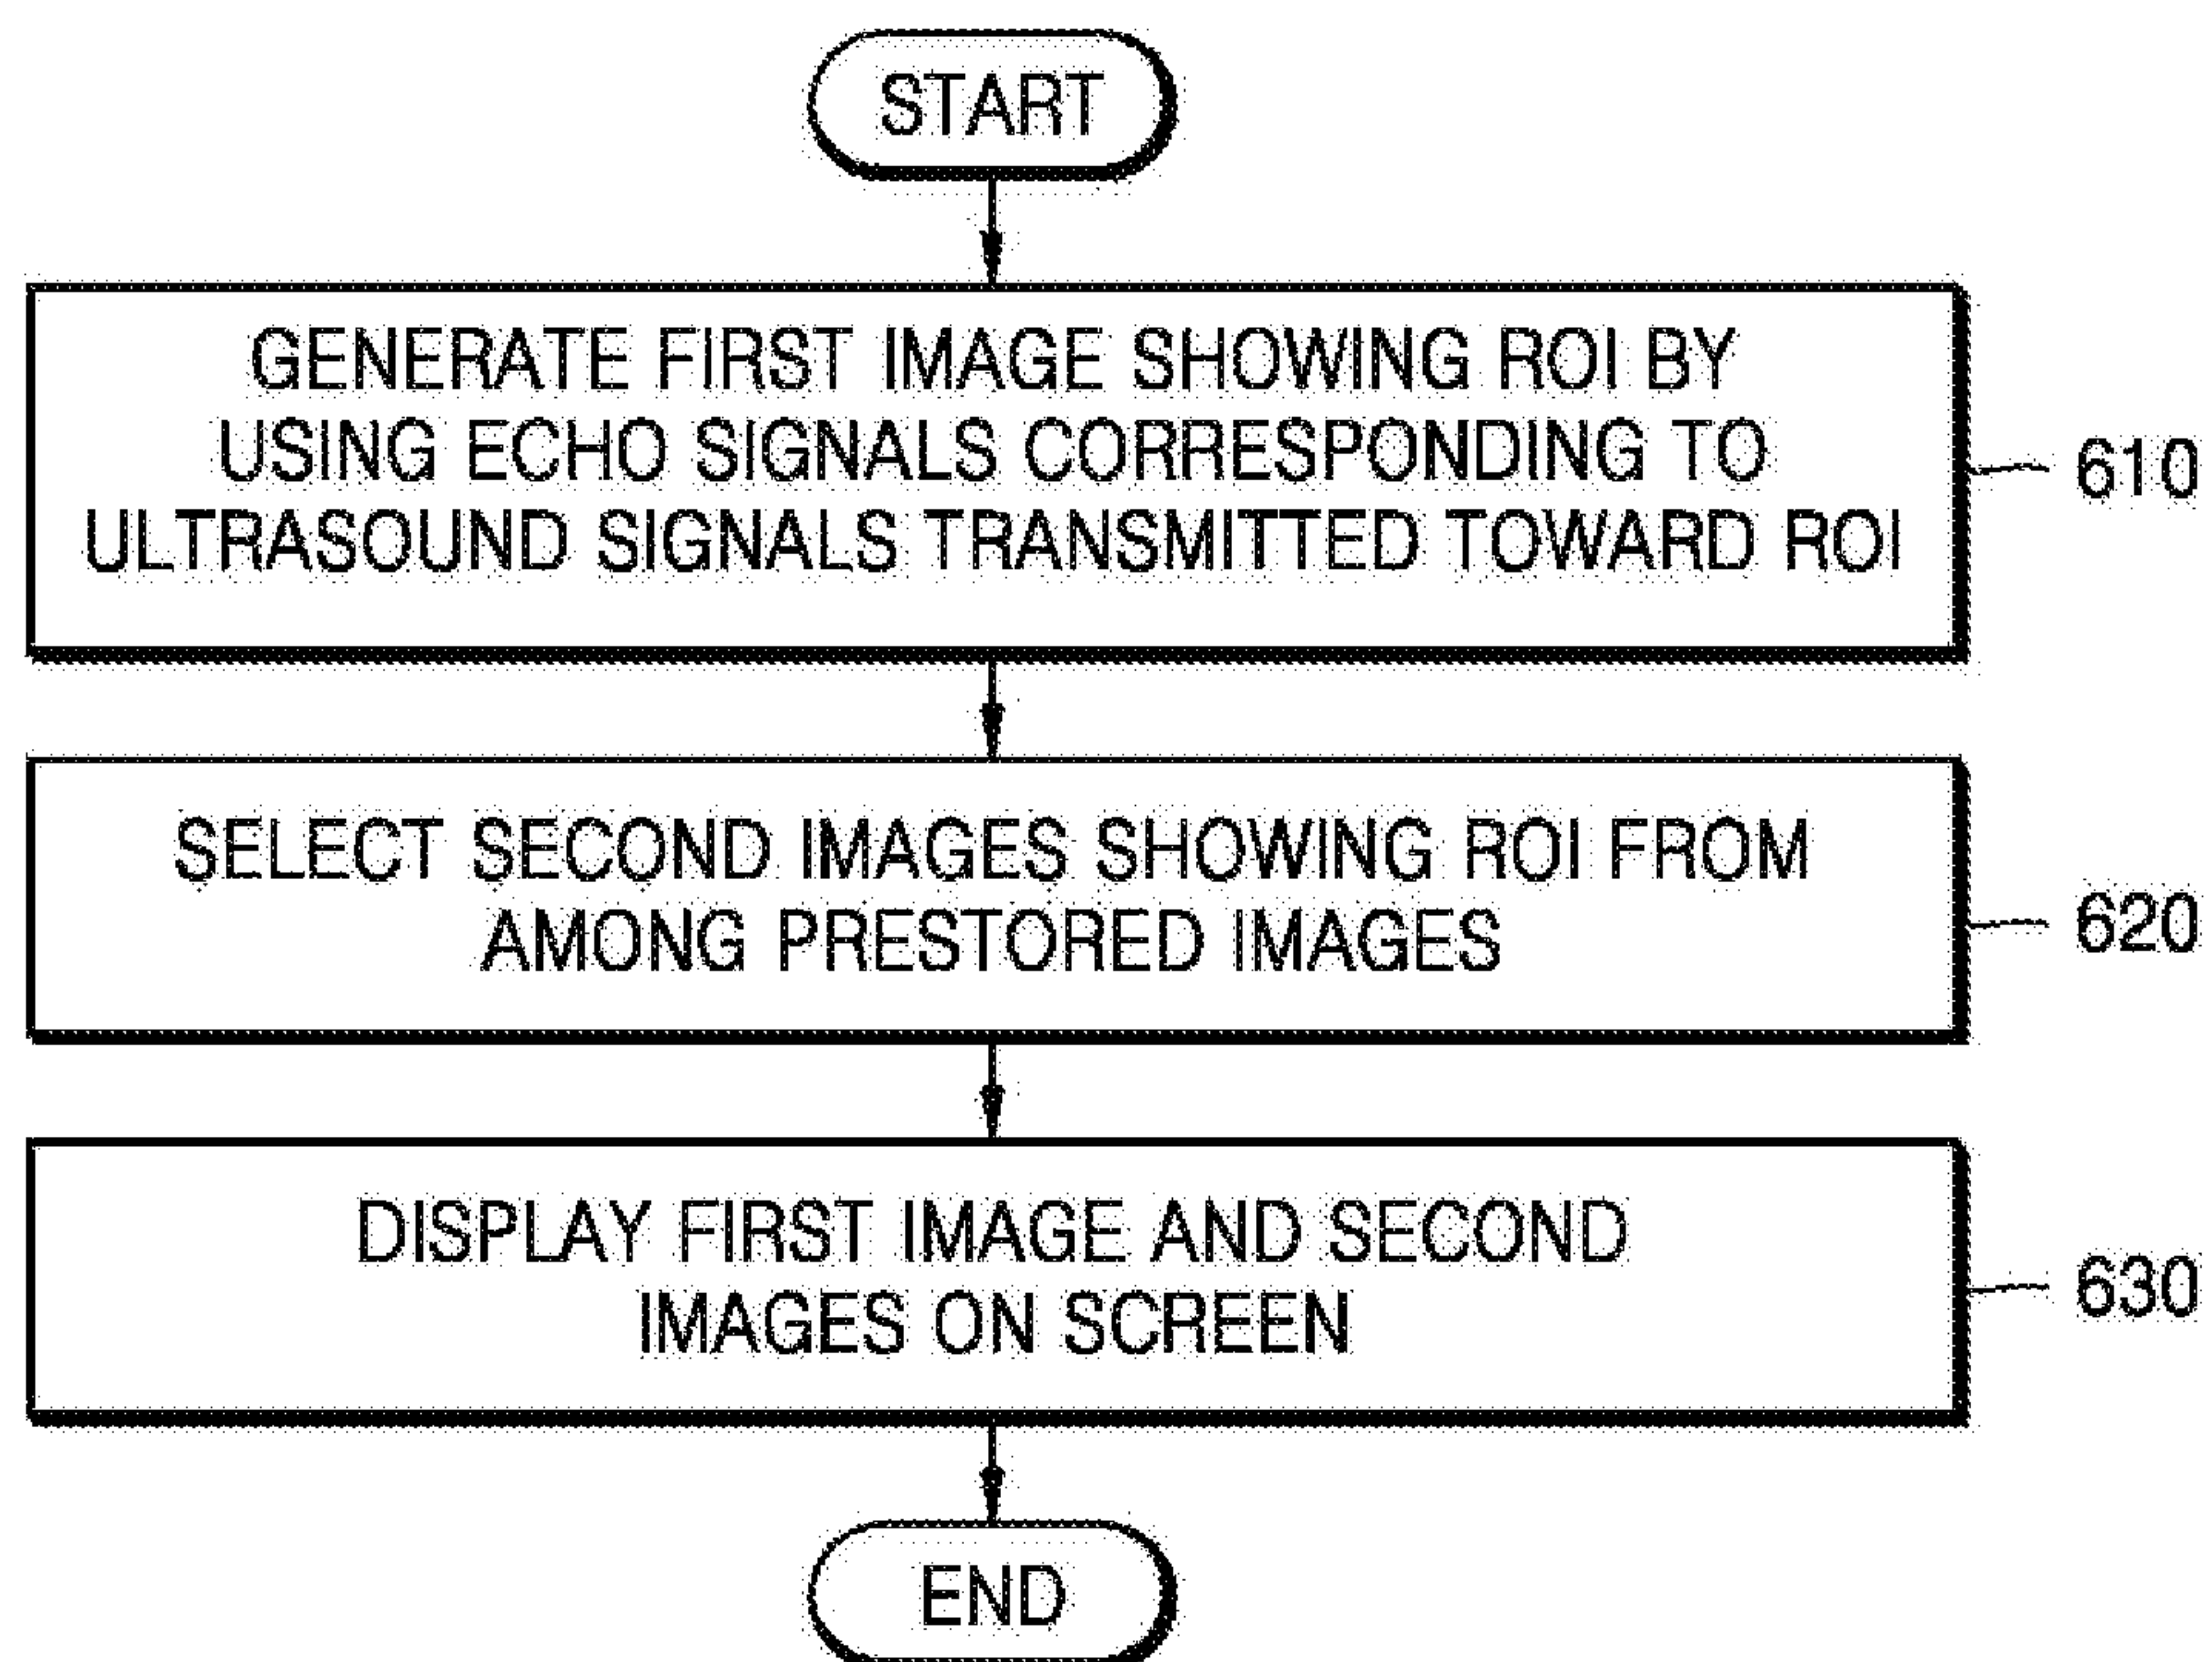 START
GENERATE FIRST IMAGE SHOWING ROI BY
USING ECHO SIGNALS CORRESPONDING TO
ULTRASOUND SIGNALS TRANSMITTED TOWARD ROI
610
SELECT SECOND IMAGES SHOWING ROI FROM
AMONG PRESTORED IMAGES
620
DISPLAY FIRST IMAGE AND SECOND
IMAGES ON SCREEN
630
END